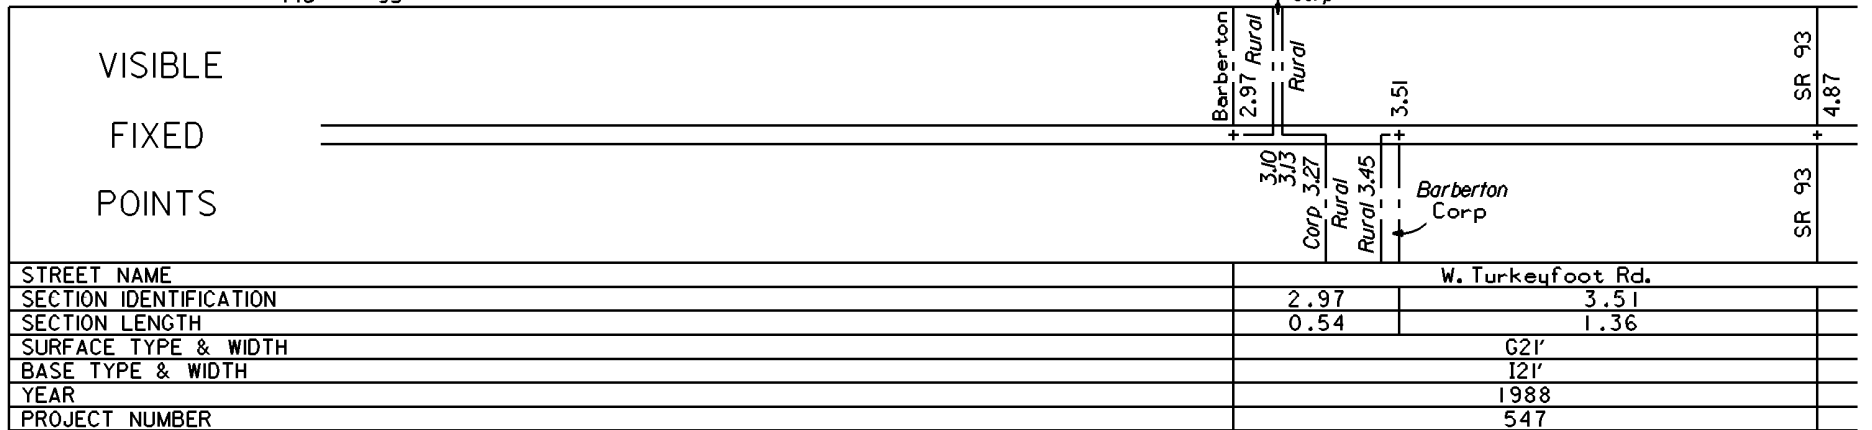 Corp
VISIBLE
FIXED
POINTS
Barberton
2.97 Rural
Rural
3.51
SR 93
4.87
3.10
3.13
Corp 3.27
Rural
Rural 3.45
Barberton
Corp
SR 93
STREET NAME W. Turkeyfoot Rd.
SECTION IDENTIFICATION 2.97 3.51
SECTION LENGTH 0.54 1.36
SURFACE TYPE & WIDTH G21'
BASE TYPE & WIDTH I21'
YEAR 1988
PROJECT NUMBER 547